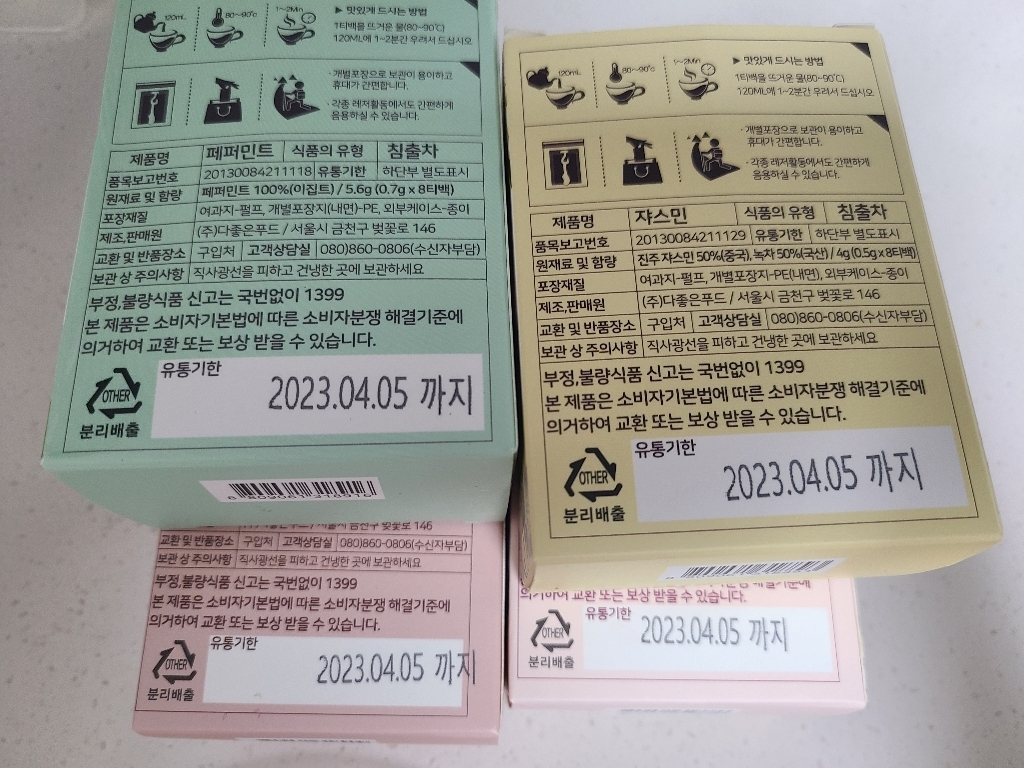 120mL
80~90℃
1~2Min
▶ 맛있게 드시는 방법
1티백을 뜨거운 물(80~90℃)
120ML에 1~2분간 우려서 드십시오
· 개별포장으로 보관이 용이하고
휴대가 간편합니다.
· 각종 레저활동에서도 간편하게
음용하실 수 있습니다.
제품명 페퍼민트 식품의 유형 침출차
품목보고번호 20130084211118 유통기한 하단부 별도표시
원재료 및 함량 페퍼민트 100%(이집트) / 5.6g (0.7g x 8티백)
포장재질 여과지-펄프, 개별포장지(내면)-PE, 외부케이스-종이
제조,판매원 (주)다좋은푸드 / 서울시 금천구 벚꽃로 146
교환 및 반품장소 구입처 고객상담실 080)860-0806(수신자부담)
보관 상 주의사항 직사광선을 피하고 건냉한 곳에 보관하세요
부정,불량식품 신고는 국번없이 1399
본 제품은 소비자기본법에 따른 소비자분쟁 해결기준에
의거하여 교환 또는 보상 받을 수 있습니다.
OTHER
분리배출
유통기한
2023.04.05 까지
120mL
80~90℃
1~2Min
▶ 맛있게 드시는 방법
1티백을 뜨거운 물(80~90℃)
120ML에 1~2분간 우려서 드십시오
· 개별포장으로 보관이 용이하고
휴대가 간편합니다.
· 각종 레저활동에서도 간편하게
음용하실 수 있습니다.
제품명 쟈스민 식품의 유형 침출차
품목보고번호 20130084211129 유통기한 하단부 별도표시
원재료 및 함량 진주 쟈스민 50%(중국), 녹차 50%(국산) / 4g (0.5g x 8티백)
포장재질 여과지-펄프, 개별포장지-PE(내면), 외부케이스-종이
제조,판매원 (주)다좋은푸드 / 서울시 금천구 벚꽃로 146
교환 및 반품장소 구입처 고객상담실 080)860-0806(수신자부담)
보관 상 주의사항 직사광선을 피하고 건냉한 곳에 보관하세요
부정,불량식품 신고는 국번없이 1399
본 제품은 소비자기본법에 따른 소비자분쟁 해결기준에
의거하여 교환 또는 보상 받을 수 있습니다.
OTHER
분리배출
유통기한
2023.04.05 까지
서울시 금천구 벚꽃로 146
교환 및 반품장소 구입처 고객상담실 080)860-0806(수신자부담)
보관 상 주의사항 직사광선을 피하고 건냉한 곳에 보관하세요
부정,불량식품 신고는 국번없이 1399
본 제품은 소비자기본법에 따른 소비자분쟁 해결기준에
의거하여 교환 또는 보상 받을 수 있습니다.
OTHER
분리배출
유통기한
2023.04.05 까지
의거하여 교환 또는 보상 받을 수 있습니다.
OTHER
분리배출
유통기한
2023.04.05 까지